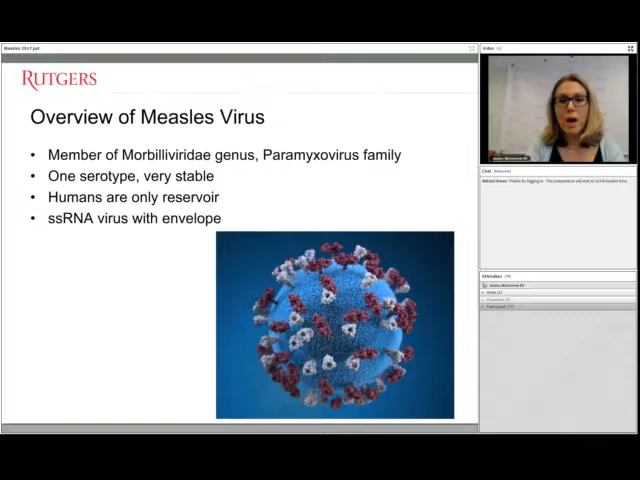 Measles 2017.ppt
RUTGERS
Overview of Measles Virus
• Member of Morbilliviridae genus, Paramyxovirus family
• One serotype, very stable
• Humans are only reservoir
• ssRNA virus with envelope
Video
Chat (Everyone)
Attendees